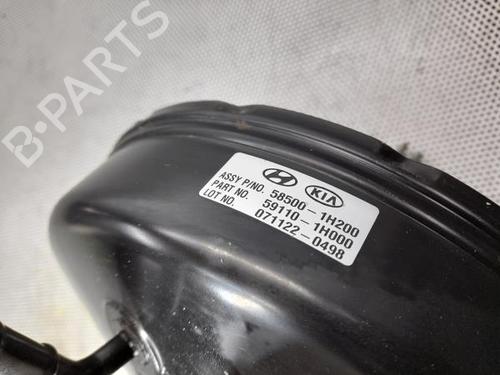 B-PARTS
KIA
ASSY P/NO. 58500-1H200
PART NO. 59110-1H000
LOT NO. 071122-0498